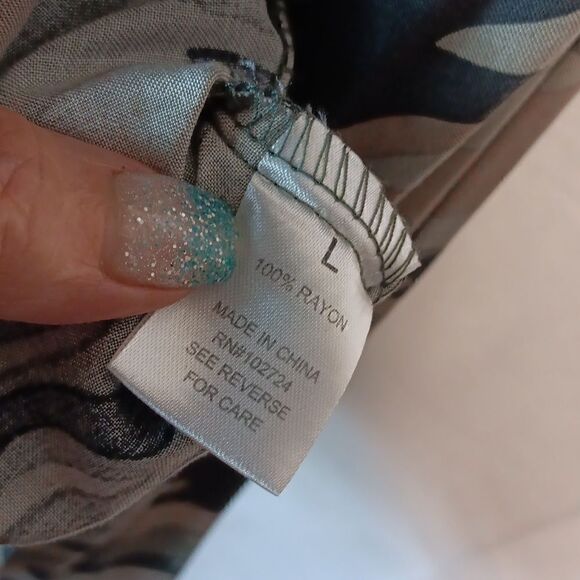 L
100% RAYON
MADE IN CHINA
RN#102724
SEE REVERSE
FOR CARE